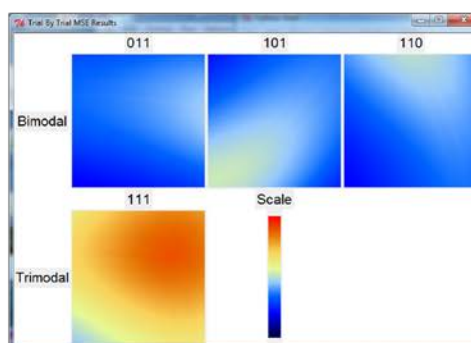 Trial By Trial MSE Results
011 101 110
Bimodal
111 Scale
Trimodal